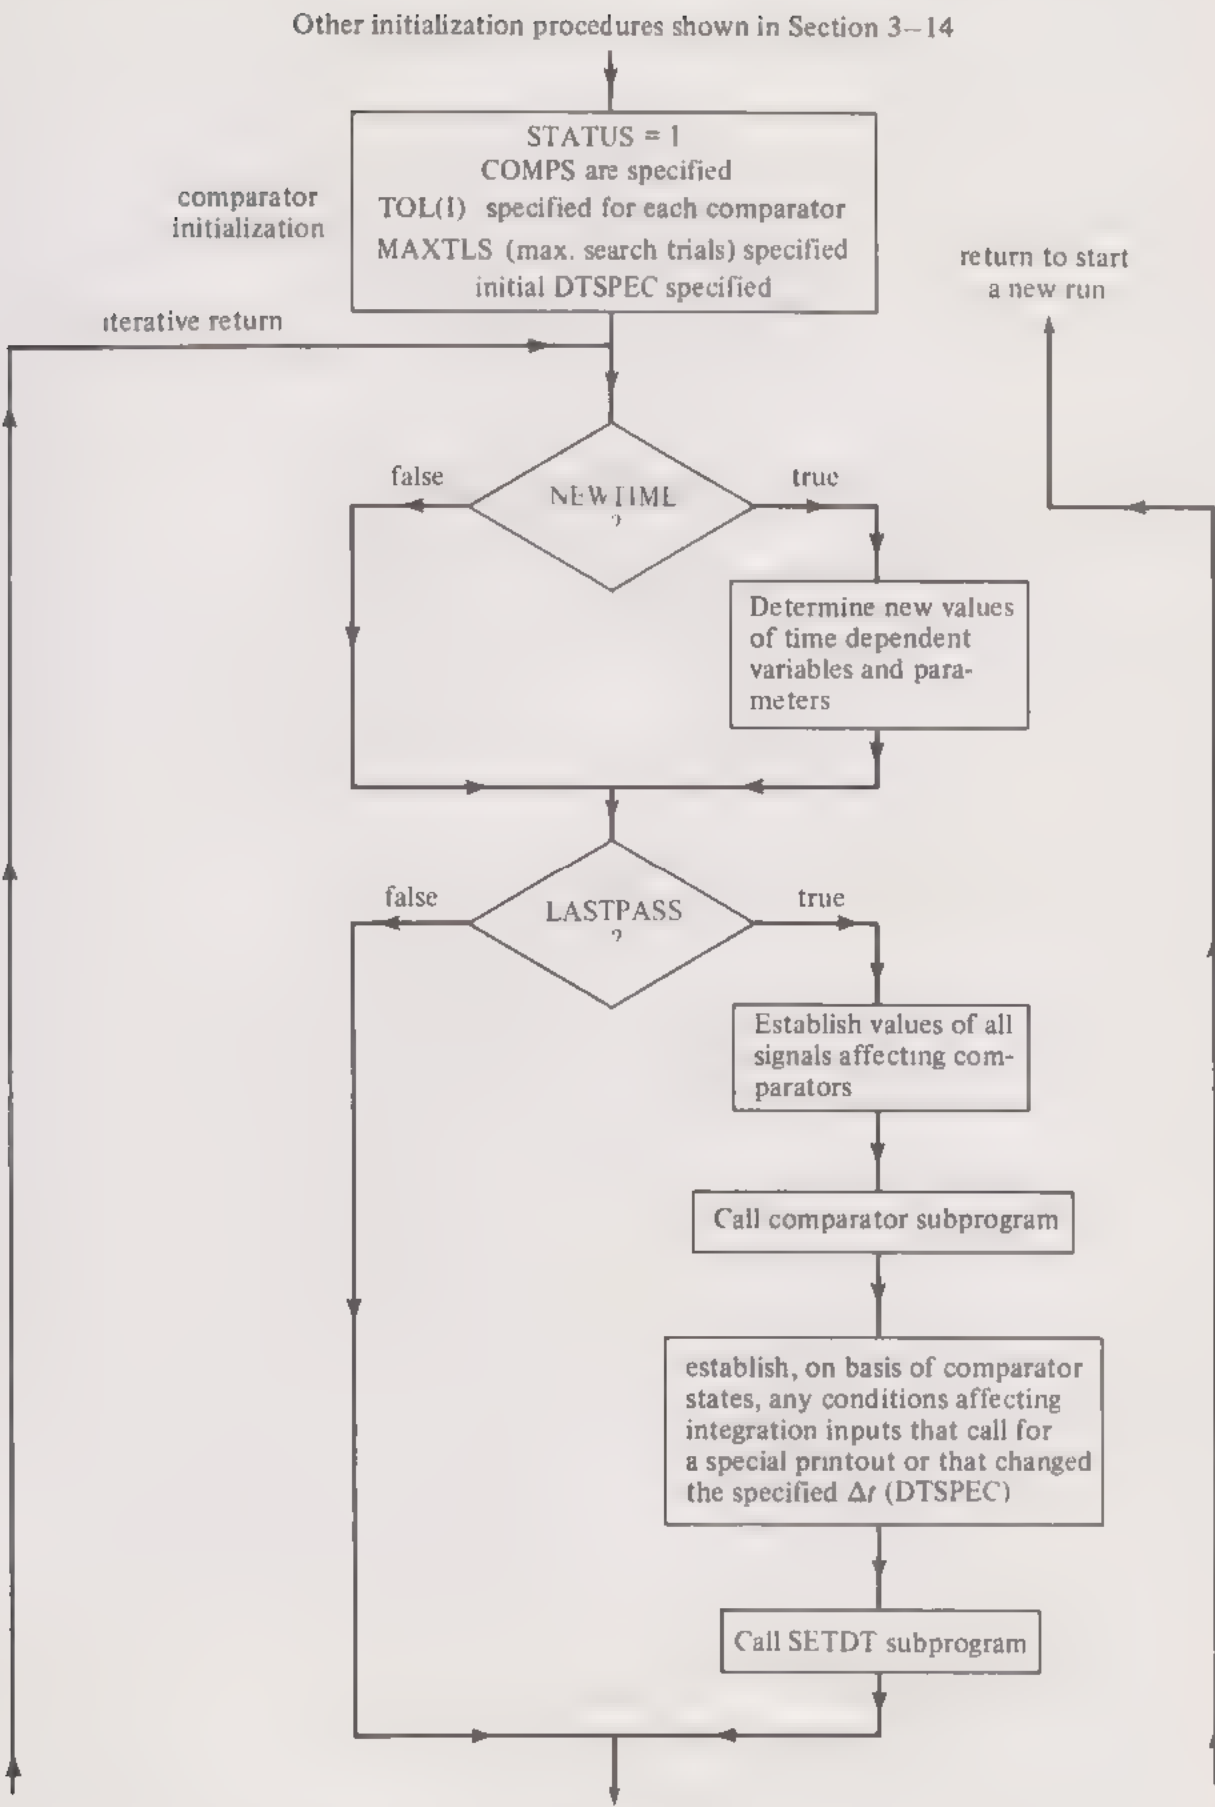 Other initialization procedures shown in Section 3-14
STATUS = 1
COMPS are specified
TOL(I) specified for each comparator
MAXTLS (max. search trials) specified
initial DTSPEC specified
comparator
initialization
return to start
a new run
iterative return
false
NEWTIME
?
true
Determine new values
of time dependent
variables and para-
meters
false
LASTPASS
?
true
Establish values of all
signals affecting com-
parators
Call comparator subprogram
establish, on basis of comparator
states, any conditions affecting
integration inputs that call for
a special printout or that changed
the specified Δt (DTSPEC)
Call SETDT subprogram